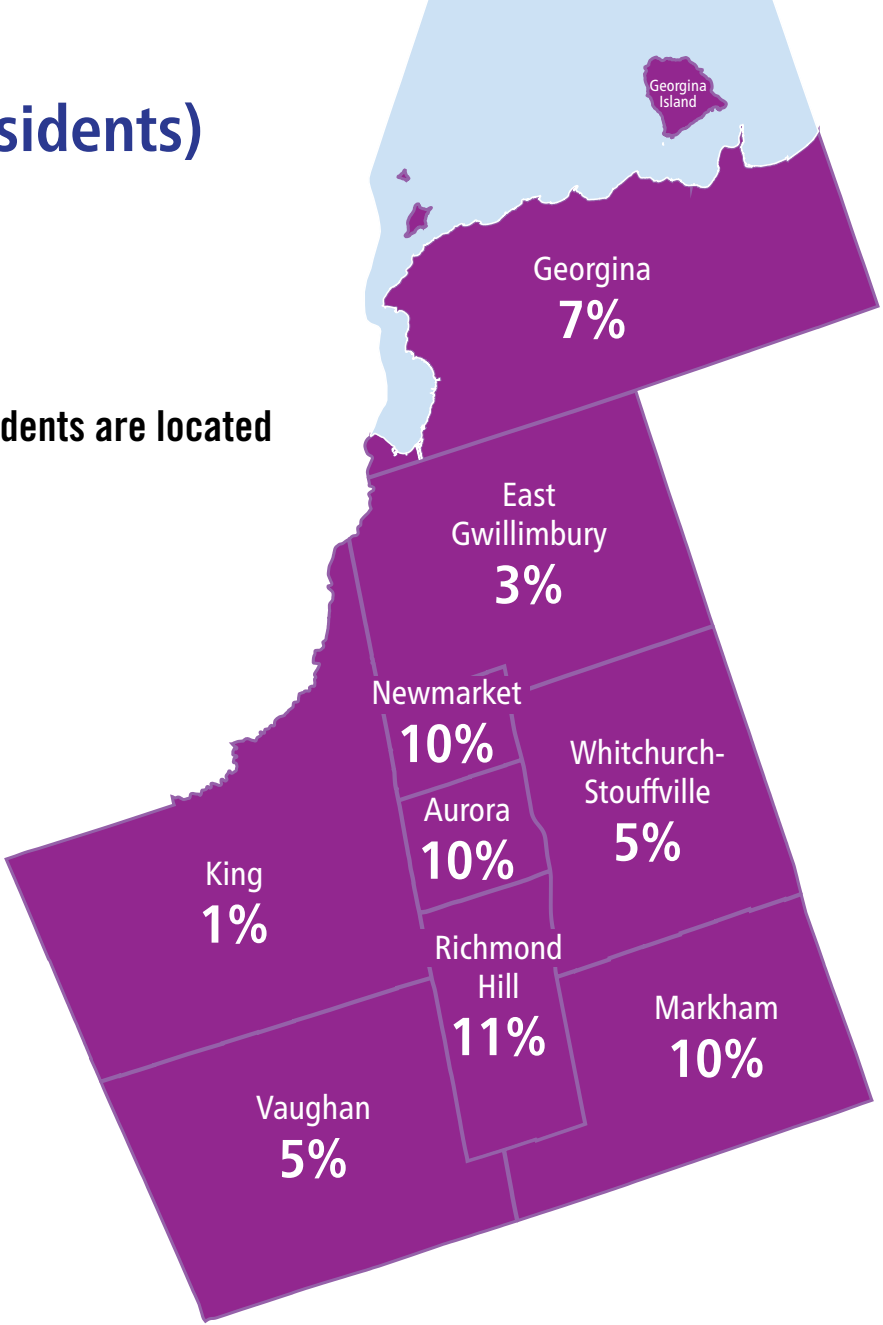 sidents)
Georgina
Island
Georgina
7%
dents are located
East
Gwillimbury
3%
Newmarket
10%
Whitchurch-
Stouffville
5%
Aurora
10%
King
1%
Richmond
Hill
11%
Markham
10%
Vaughan
5%